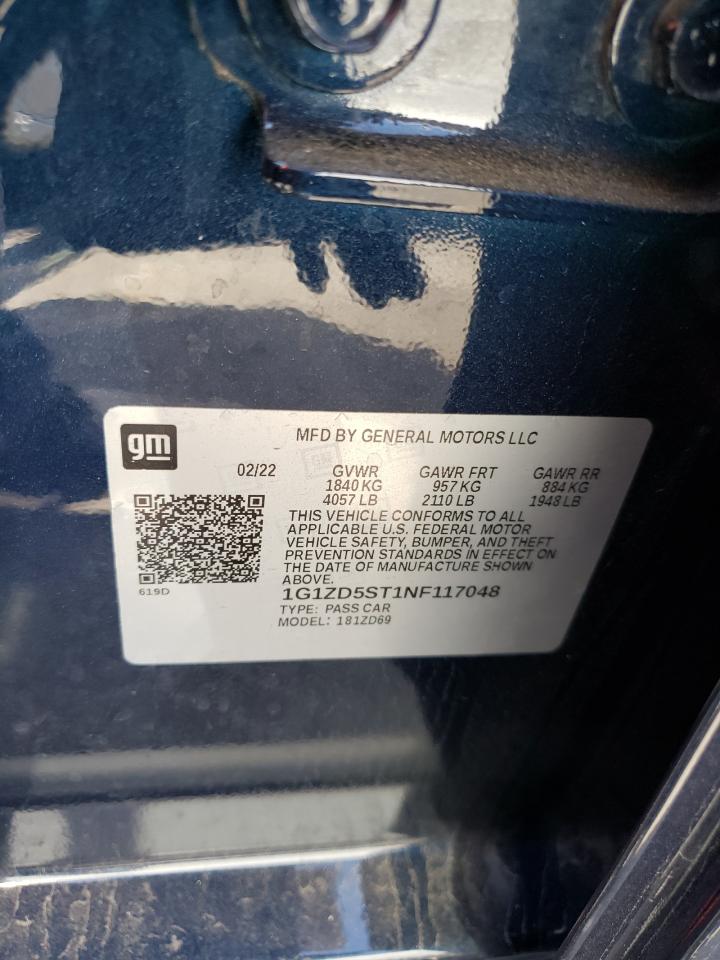 gm
MFD BY GENERAL MOTORS LLC
02/22 GVWR GAWR FRT GAWR RR
1840 KG 957 KG 884 KG
4057 LB 2110 LB 1948 LB
THIS VEHICLE CONFORMS TO ALL
APPLICABLE U.S. FEDERAL MOTOR
VEHICLE SAFETY, BUMPER, AND THEFT
PREVENTION STANDARDS IN EFFECT ON
THE DATE OF MANUFACTURE SHOWN
ABOVE.
619D
1G1ZD5ST1NF117048
TYPE: PASS CAR
MODEL: 181ZD69